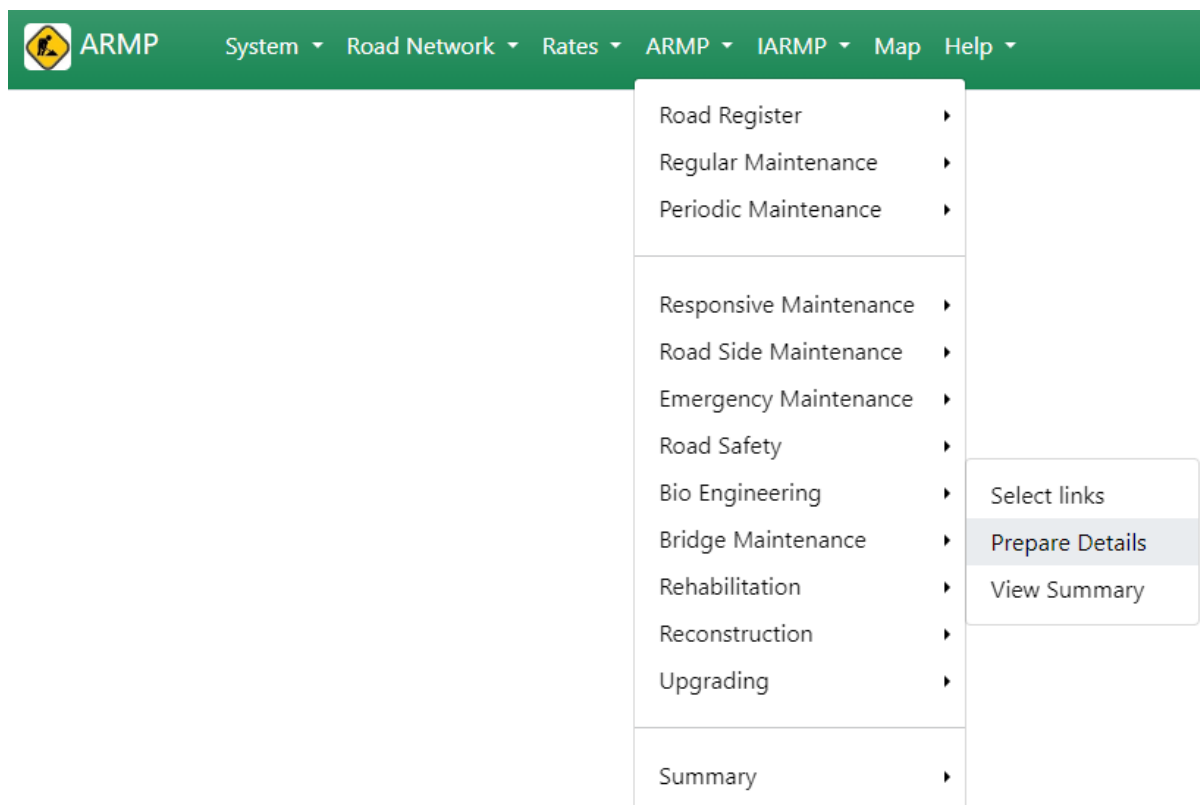 ARMP System Road Network Rates ARMP IARMP Map Help
Road Register
Regular Maintenance
Periodic Maintenance
Responsive Maintenance
Road Side Maintenance
Emergency Maintenance
Road Safety
Bio Engineering
Bridge Maintenance
Rehabilitation
Reconstruction
Upgrading
Summary
Select links
Prepare Details
View Summary